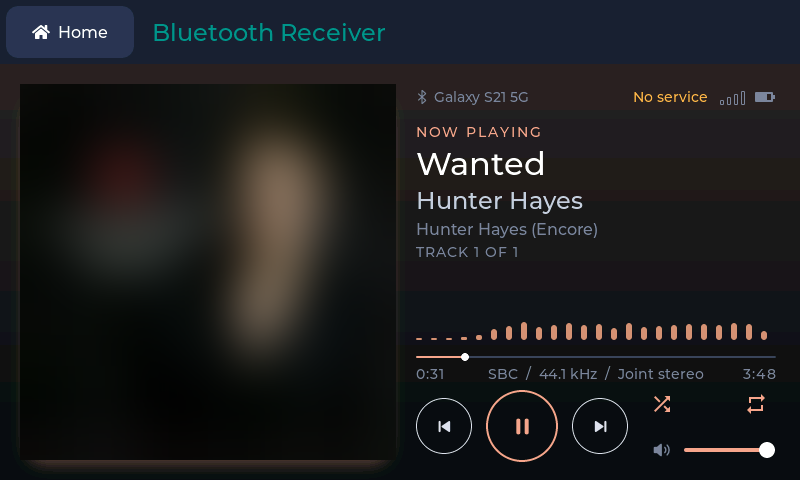 Home
Bluetooth Receiver
Galaxy S21 5G
No service
NOW PLAYING
Wanted
Hunter Hayes
Hunter Hayes (Encore)
TRACK 1 OF 1
0:31
SBC / 44.1 kHz / Joint stereo
3:48